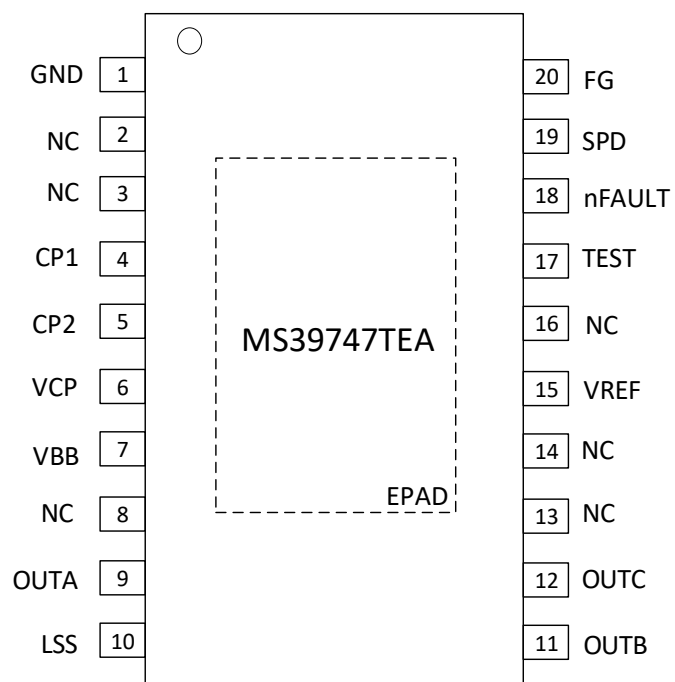 GND 1 20 FG
NC 2 19 SPD
NC 3 18 nFAULT
CP1 4 17 TEST
CP2 5 16 NC
MS39747TEA
VCP 6 15 VREF
VBB 7 14 NC
EPAD
NC 8 13 NC
OUTA 9 12 OUTC
LSS 10 11 OUTB